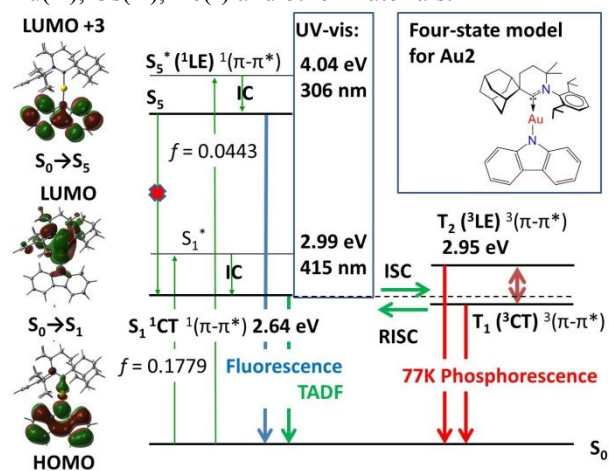 and other materials.
LUMO +3
S₀→S₅
LUMO
S₀→S₁
HOMO
S₅* (¹LE) ¹(π-π*)
S₅
IC
f = 0.0443
S₁*
IC
S₁ ¹CT ¹(π-π*) 2.64 eV
f = 0.1779
Fluorescence
TADF
UV-vis:
4.04 eV
306 nm
2.99 eV
415 nm
Four-state model
for Au2
N
Au
N
T₂ (³LE) ³(π-π*)
2.95 eV
ISC
RISC
T₁ (³CT) ³(π-π*)
77K Phosphorescence
S₀